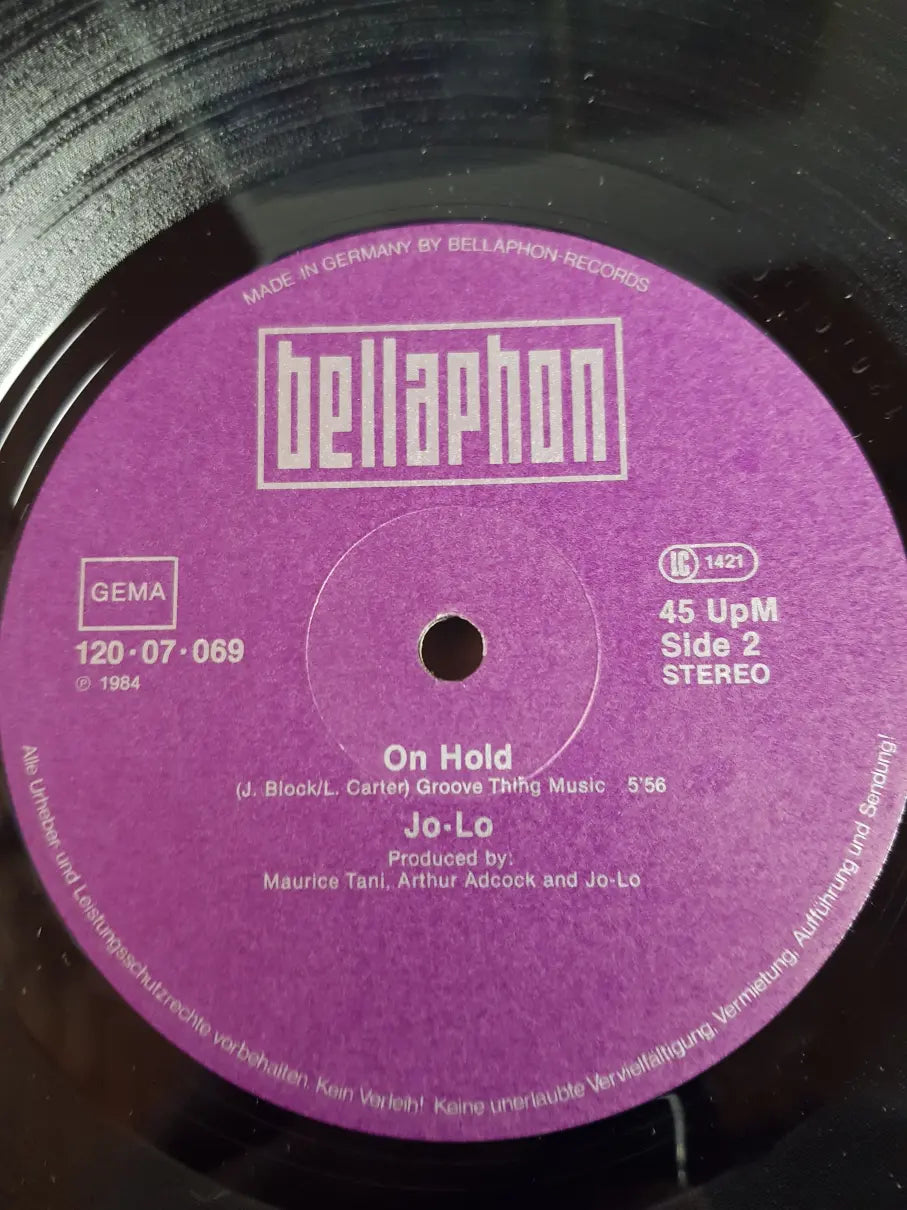 MADE IN GERMANY BY BELLAPHON-RECORDS
bellaphon
GEMA
120·07·069
℗ 1984
LC 1421
45 UpM
Side 2
STEREO
On Hold
(J. Block/L. Carter) Groove Thing Music 5'56
Jo·Lo
Produced by:
Maurice Tani, Arthur Adcock and Jo-Lo
Alle Urheber und Leistungsschutzrechte vorbehalten. Kein Verleih! Keine unerlaubte Vervielfältigung, Vermietung, Aufführung und Sendung!